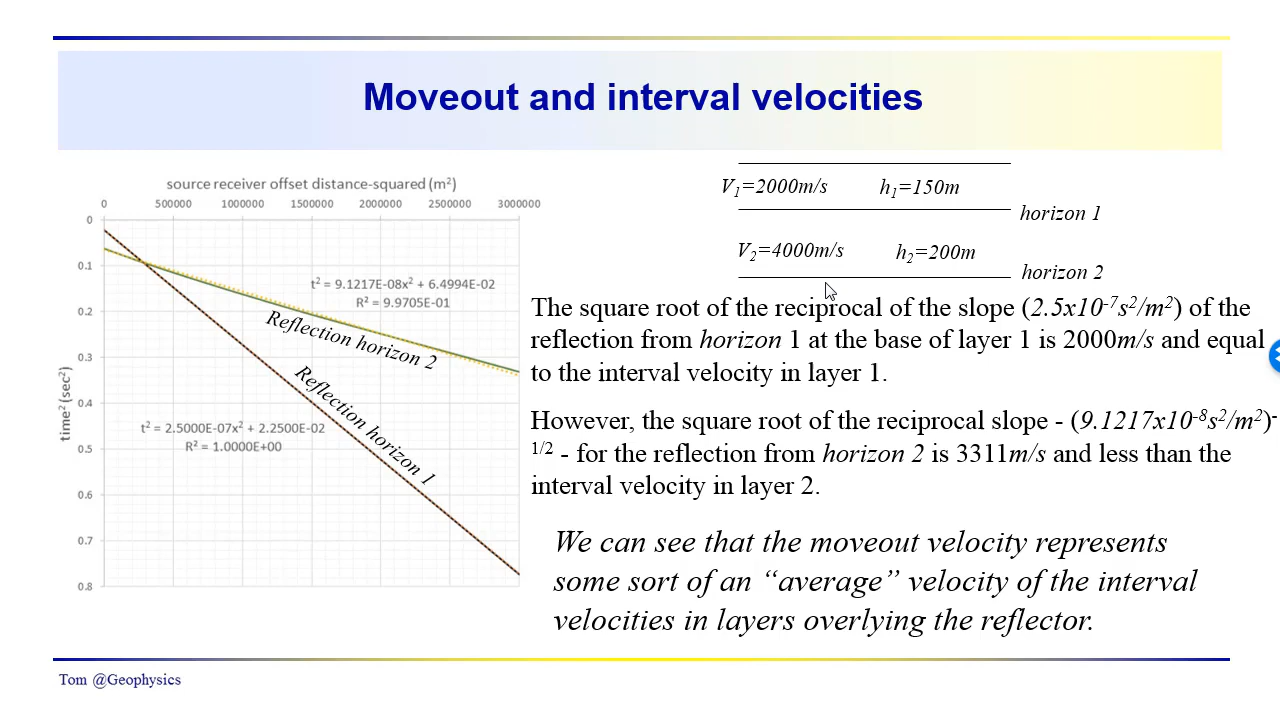 Moveout and interval velocities
source receiver offset distance-squared (m²)
0 500000 1000000 1500000 2000000 2500000 3000000
0
0.1
0.2
0.3
0.4
0.5
0.6
0.7
0.8
time² (sec²)
t² = 9.1217E-08x² + 6.4994E-02
R² = 9.9705E-01
Reflection horizon 2
Reflection horizon 1
t² = 2.5000E-07x² + 2.2500E-02
R² = 1.0000E+00
V₁=2000m/s h₁=150m
horizon 1
V₂=4000m/s h₂=200m
horizon 2
The square root of the reciprocal of the slope (2.5x10⁻⁷s²/m²) of the
reflection from horizon 1 at the base of layer 1 is 2000m/s and equal
to the interval velocity in layer 1.
However, the square root of the reciprocal slope - (9.1217x10⁻⁸s²/m²)⁻
¹/² - for the reflection from horizon 2 is 3311m/s and less than the
interval velocity in layer 2.
We can see that the moveout velocity represents
some sort of an “average” velocity of the interval
velocities in layers overlying the reflector.
Tom @Geophysics